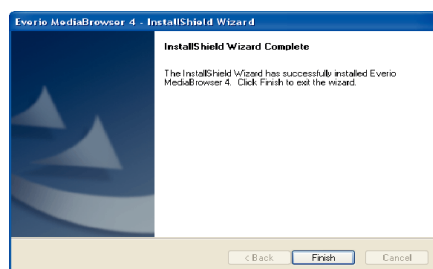 Everio MediaBrowser 4 - InstallShield Wizard
InstallShield Wizard Complete
The InstallShield Wizard has successfully installed Everio
MediaBrowser 4. Click Finish to exit the wizard.
< Back
Finish
Cancel